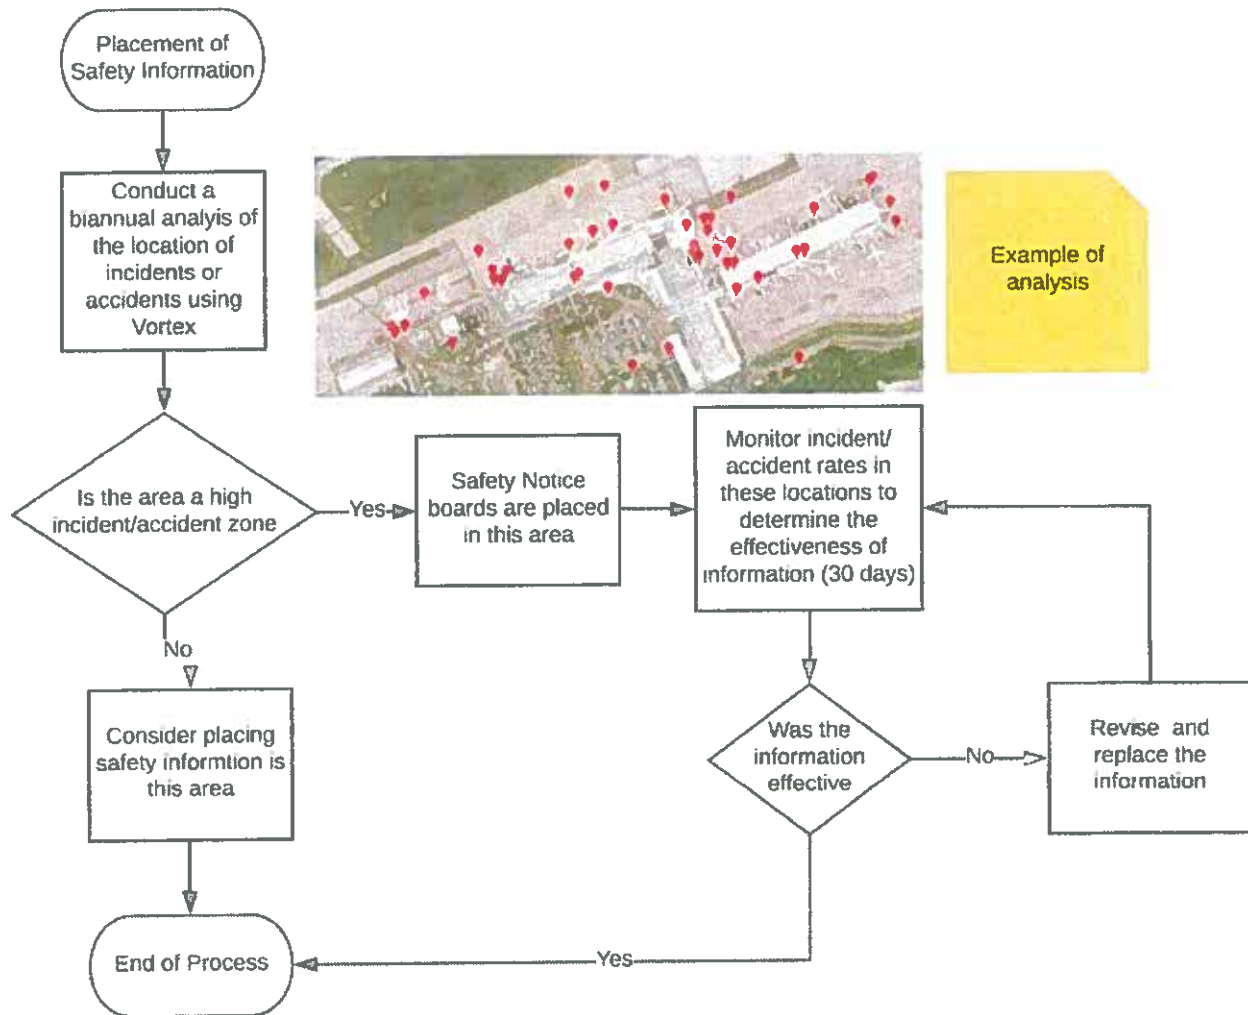 Placement of
Safety Information
Conduct a
biannual analyis of
the location of
incidents or
accidents using
Vortex
Example of
analysis
Is the area a high
incident/accident zone
Yes
Safety Notice
boards are placed
in this area
Monitor incident/
accident rates in
these locations to
determine the
effectiveness of
information (30 days)
No
Consider placing
safety informtion is
this area
Was the
information
effective
No
Revise and
replace the
information
End of Process
Yes